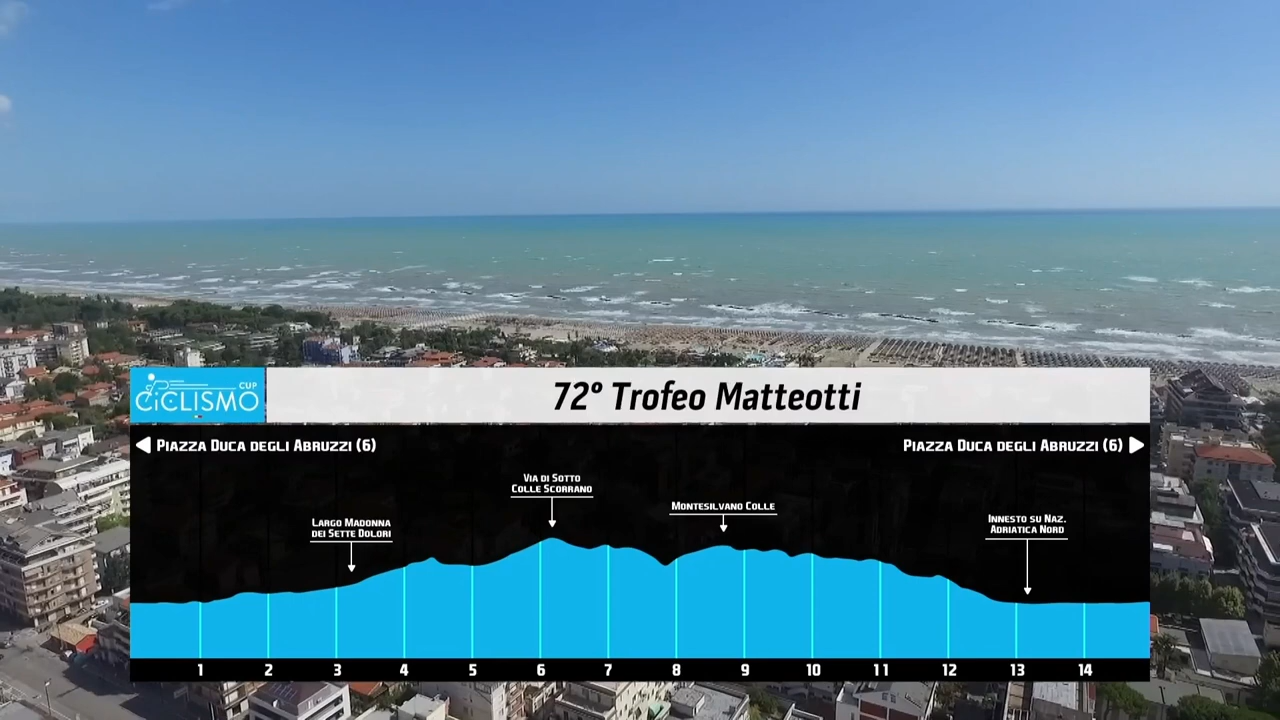 CUP
CiCLISMO
72º Trofeo Matteotti
PIAZZA DUCA DEGLI ABRUZZI (6)
PIAZZA DUCA DEGLI ABRUZZI (6)
VIA DI SOTTO
COLLE SCORRANO
MONTESILVANO COLLE
LARGO MADONNA
DEI SETTE DOLORI
INNESTO SU NAZ.
ADRIATICA NORD
1 2 3 4 5 6 7 8 9 10 11 12 13 14